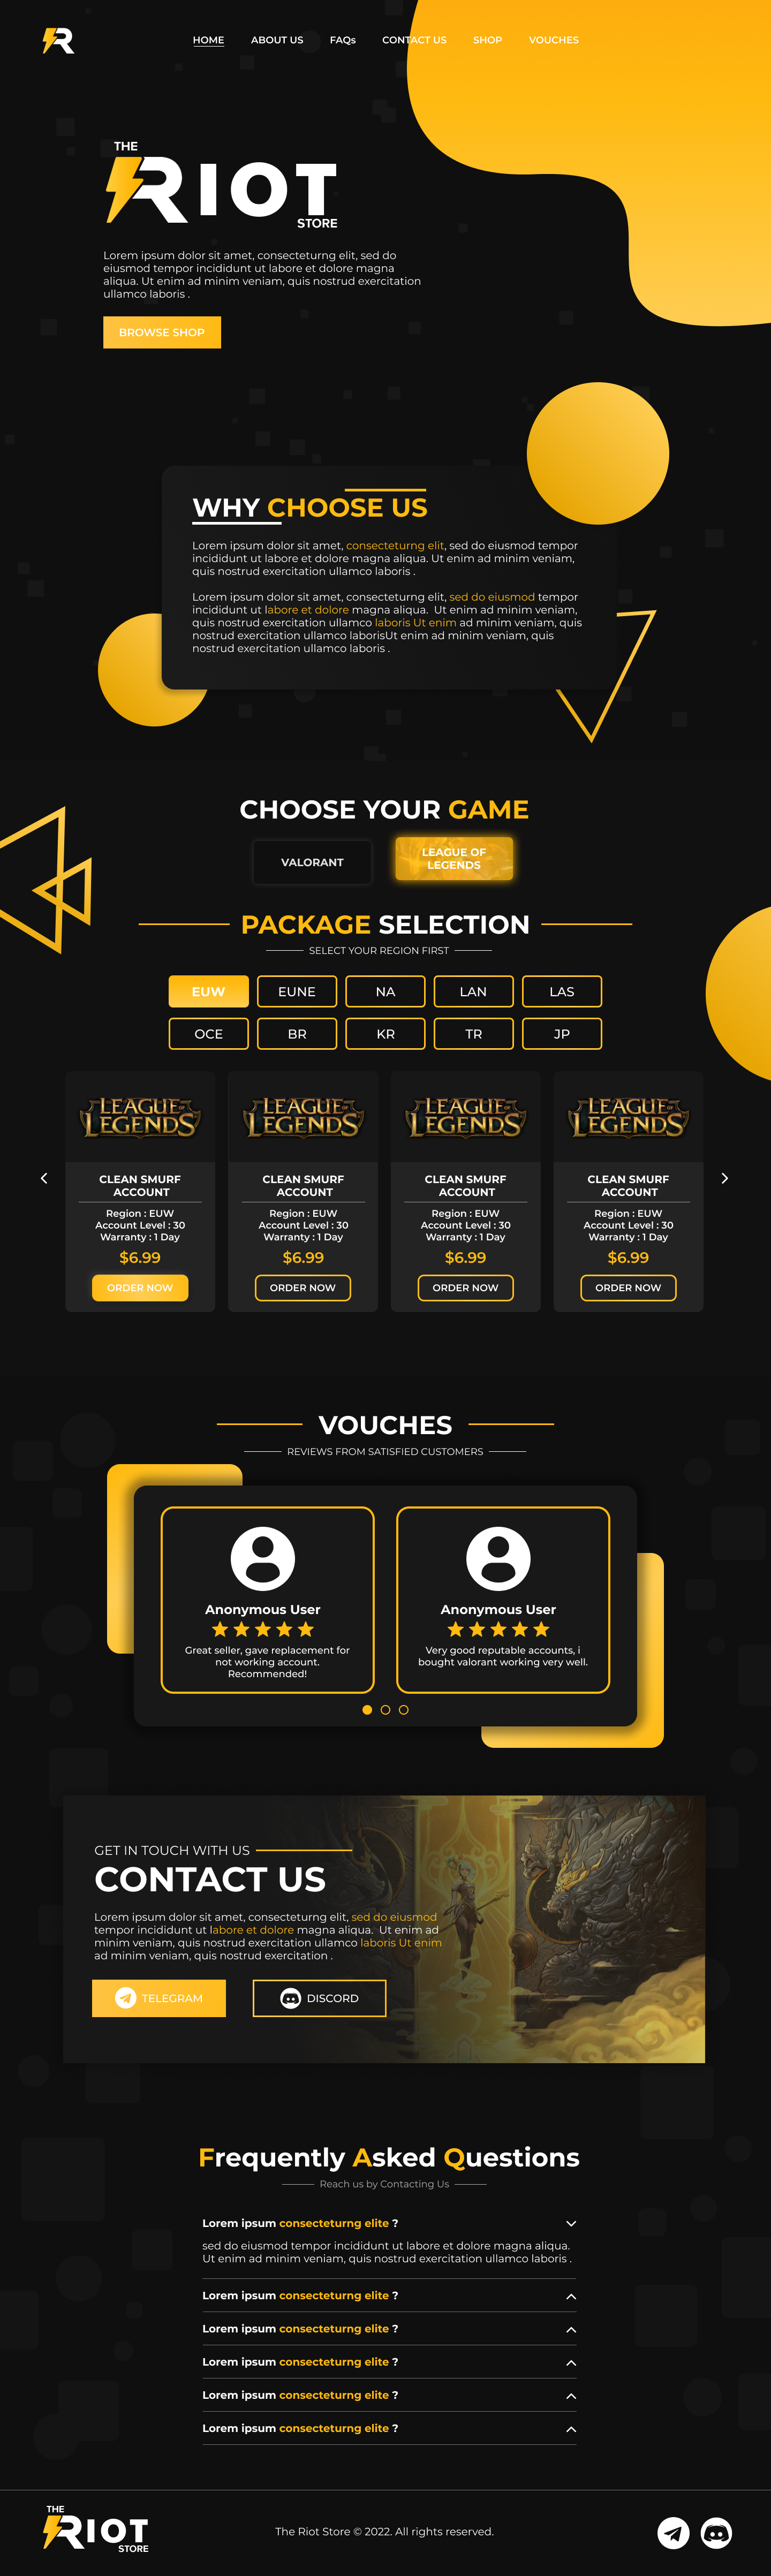 R
HOME ABOUT US FAQs CONTACT US SHOP VOUCHES
THE
RIOT
STORE
Lorem ipsum dolor sit amet, consecteturng elit, sed do
eiusmod tempor incididunt ut labore et dolore magna
aliqua. Ut enim ad minim veniam, quis nostrud exercitation
ullamco laboris .
BROWSE SHOP
WHY CHOOSE US
Lorem ipsum dolor sit amet, consecteturng elit, sed do eiusmod tempor
incididunt ut labore et dolore magna aliqua. Ut enim ad minim veniam,
quis nostrud exercitation ullamco laboris .
Lorem ipsum dolor sit amet, consecteturng elit, sed do eiusmod tempor
incididunt ut labore et dolore magna aliqua.  Ut enim ad minim veniam,
quis nostrud exercitation ullamco laboris Ut enim ad minim veniam, quis
nostrud exercitation ullamco laborisUt enim ad minim veniam, quis
nostrud exercitation ullamco laboris .
CHOOSE YOUR GAME
VALORANT
LEAGUE OF
LEGENDS
PACKAGE SELECTION
SELECT YOUR REGION FIRST
EUW EUNE NA LAN LAS
OCE BR KR TR JP
LEAGUE OF LEGENDS
CLEAN SMURF
ACCOUNT
Region : EUW
Account Level : 30
Warranty : 1 Day
$6.99
ORDER NOW
LEAGUE OF LEGENDS
CLEAN SMURF
ACCOUNT
Region : EUW
Account Level : 30
Warranty : 1 Day
$6.99
ORDER NOW
LEAGUE OF LEGENDS
CLEAN SMURF
ACCOUNT
Region : EUW
Account Level : 30
Warranty : 1 Day
$6.99
ORDER NOW
LEAGUE OF LEGENDS
CLEAN SMURF
ACCOUNT
Region : EUW
Account Level : 30
Warranty : 1 Day
$6.99
ORDER NOW
VOUCHES
REVIEWS FROM SATISFIED CUSTOMERS
Anonymous User
Great seller, gave replacement for
not working account.
Recommended!
Anonymous User
Very good reputable accounts, i
bought valorant working very well.
GET IN TOUCH WITH US
CONTACT US
Lorem ipsum dolor sit amet, consecteturng elit, sed do eiusmod
tempor incididunt ut labore et dolore magna aliqua.  Ut enim ad
minim veniam, quis nostrud exercitation ullamco laboris Ut enim
ad minim veniam, quis nostrud exercitation .
TELEGRAM
DISCORD
Frequently Asked Questions
Reach us by Contacting Us
Lorem ipsum consecteturng elite ?
sed do eiusmod tempor incididunt ut labore et dolore magna aliqua.
Ut enim ad minim veniam, quis nostrud exercitation ullamco laboris .
Lorem ipsum consecteturng elite ?
Lorem ipsum consecteturng elite ?
Lorem ipsum consecteturng elite ?
Lorem ipsum consecteturng elite ?
Lorem ipsum consecteturng elite ?
THE
RIOT
STORE
The Riot Store © 2022. All rights reserved.